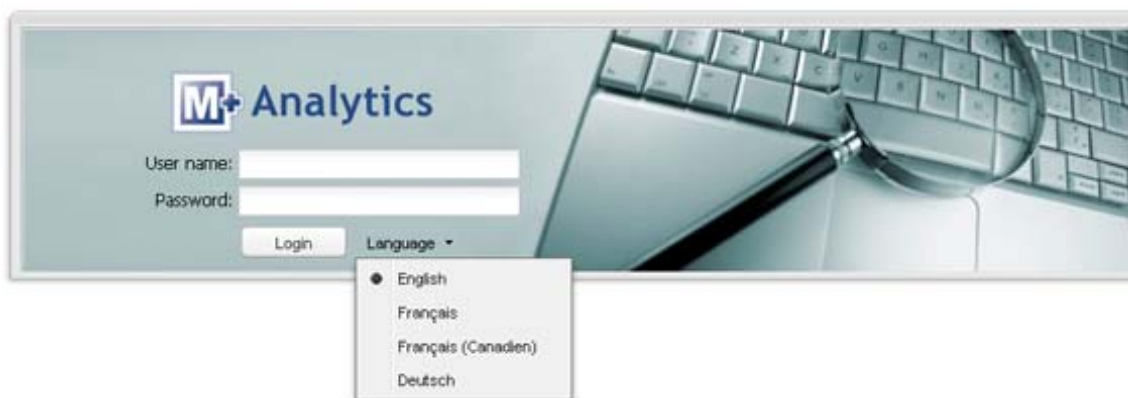 M+ Analytics
User name:
Password:
Login
Language
English
Français
Français (Canadien)
Deutsch